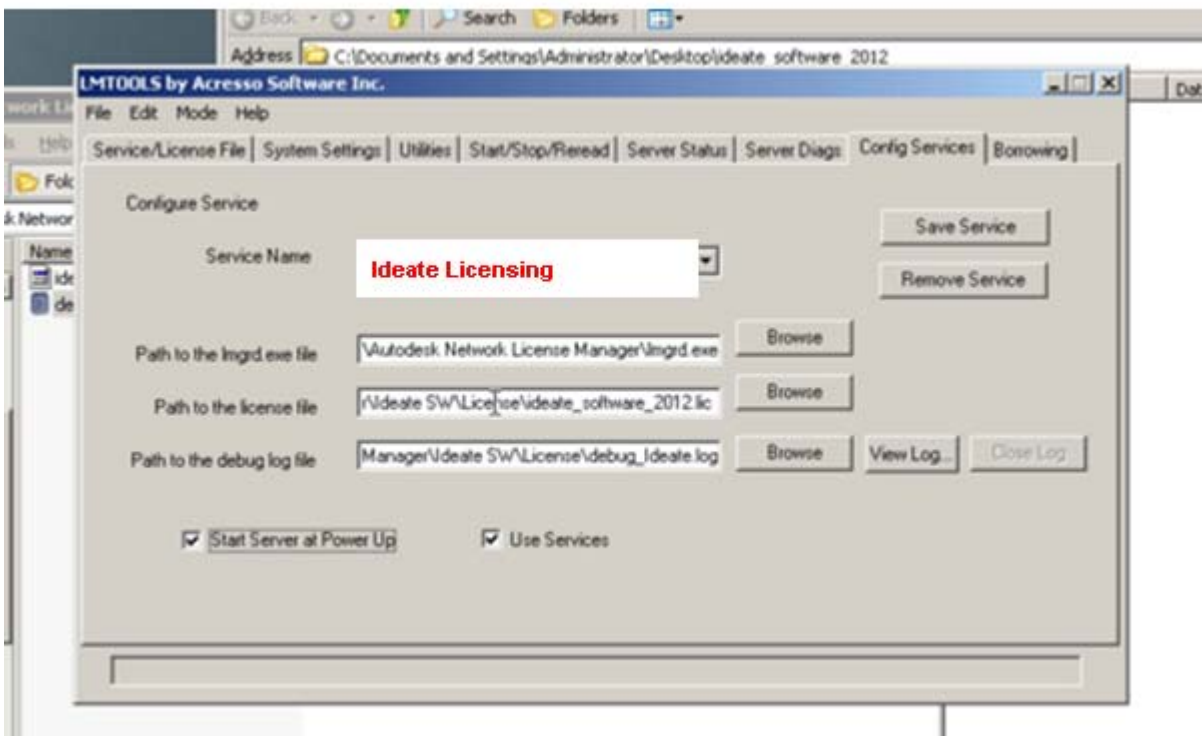 Back Search Folders
Address C:\Documents and Settings\Administrator\Desktop\ideate_software_2012
LMTOOLS by Acresso Software Inc.
Dat
work Li
File Edit Mode Help
Help
Service/License File System Settings Utilities Start/Stop/Reread Server Status Server Diags Config Services Borrowing
Fold
k Networ
Configure Service
Save Service
Name
Service Name Ideate Licensing
ide
Remove Service
de
Path to the lmgrd.exe file \Autodesk Network License Manager\lmgrd.exe Browse
Path to the license file r\Ideate SW\License\ideate_software_2012.lic Browse
Path to the debug log file Manager\Ideate SW\License\debug_Ideate.log Browse View Log... Close Log
Start Server at Power Up Use Services